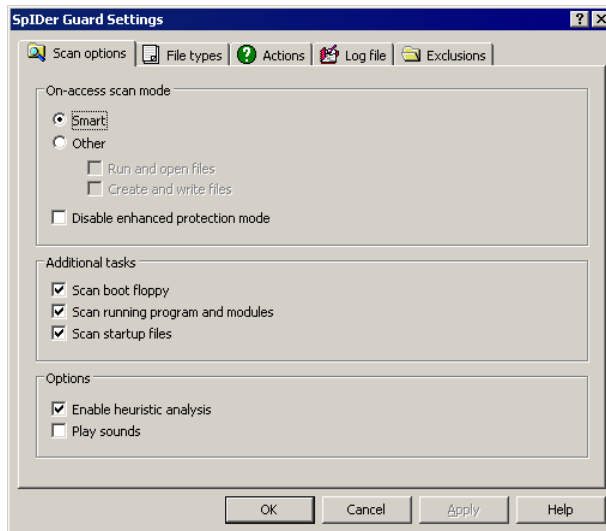 SpIDer Guard Settings
Scan options File types Actions Log file Exclusions
On-access scan mode
Smart
Other
Run and open files
Create and write files
Disable enhanced protection mode
Additional tasks
Scan boot floppy
Scan running program and modules
Scan startup files
Options
Enable heuristic analysis
Play sounds
OK Cancel Apply Help